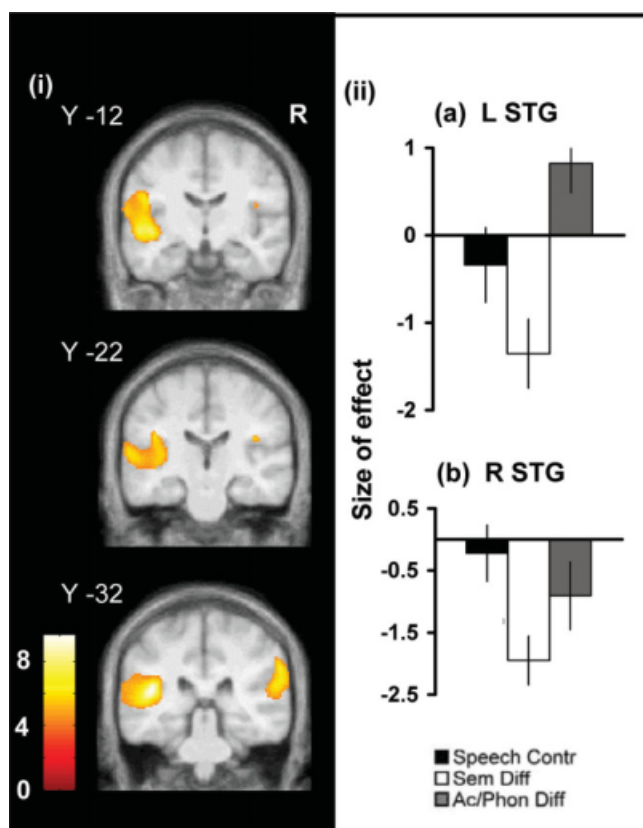 (i)
Y -12
R
Y -22
Y -32
8
4
0
(ii)
(a) L STG
1
0
-1
-2
Size of effect
(b) R STG
0.5
-0.5
-1.5
-2.5
Speech Contr
Sem Diff
Ac/Phon Diff